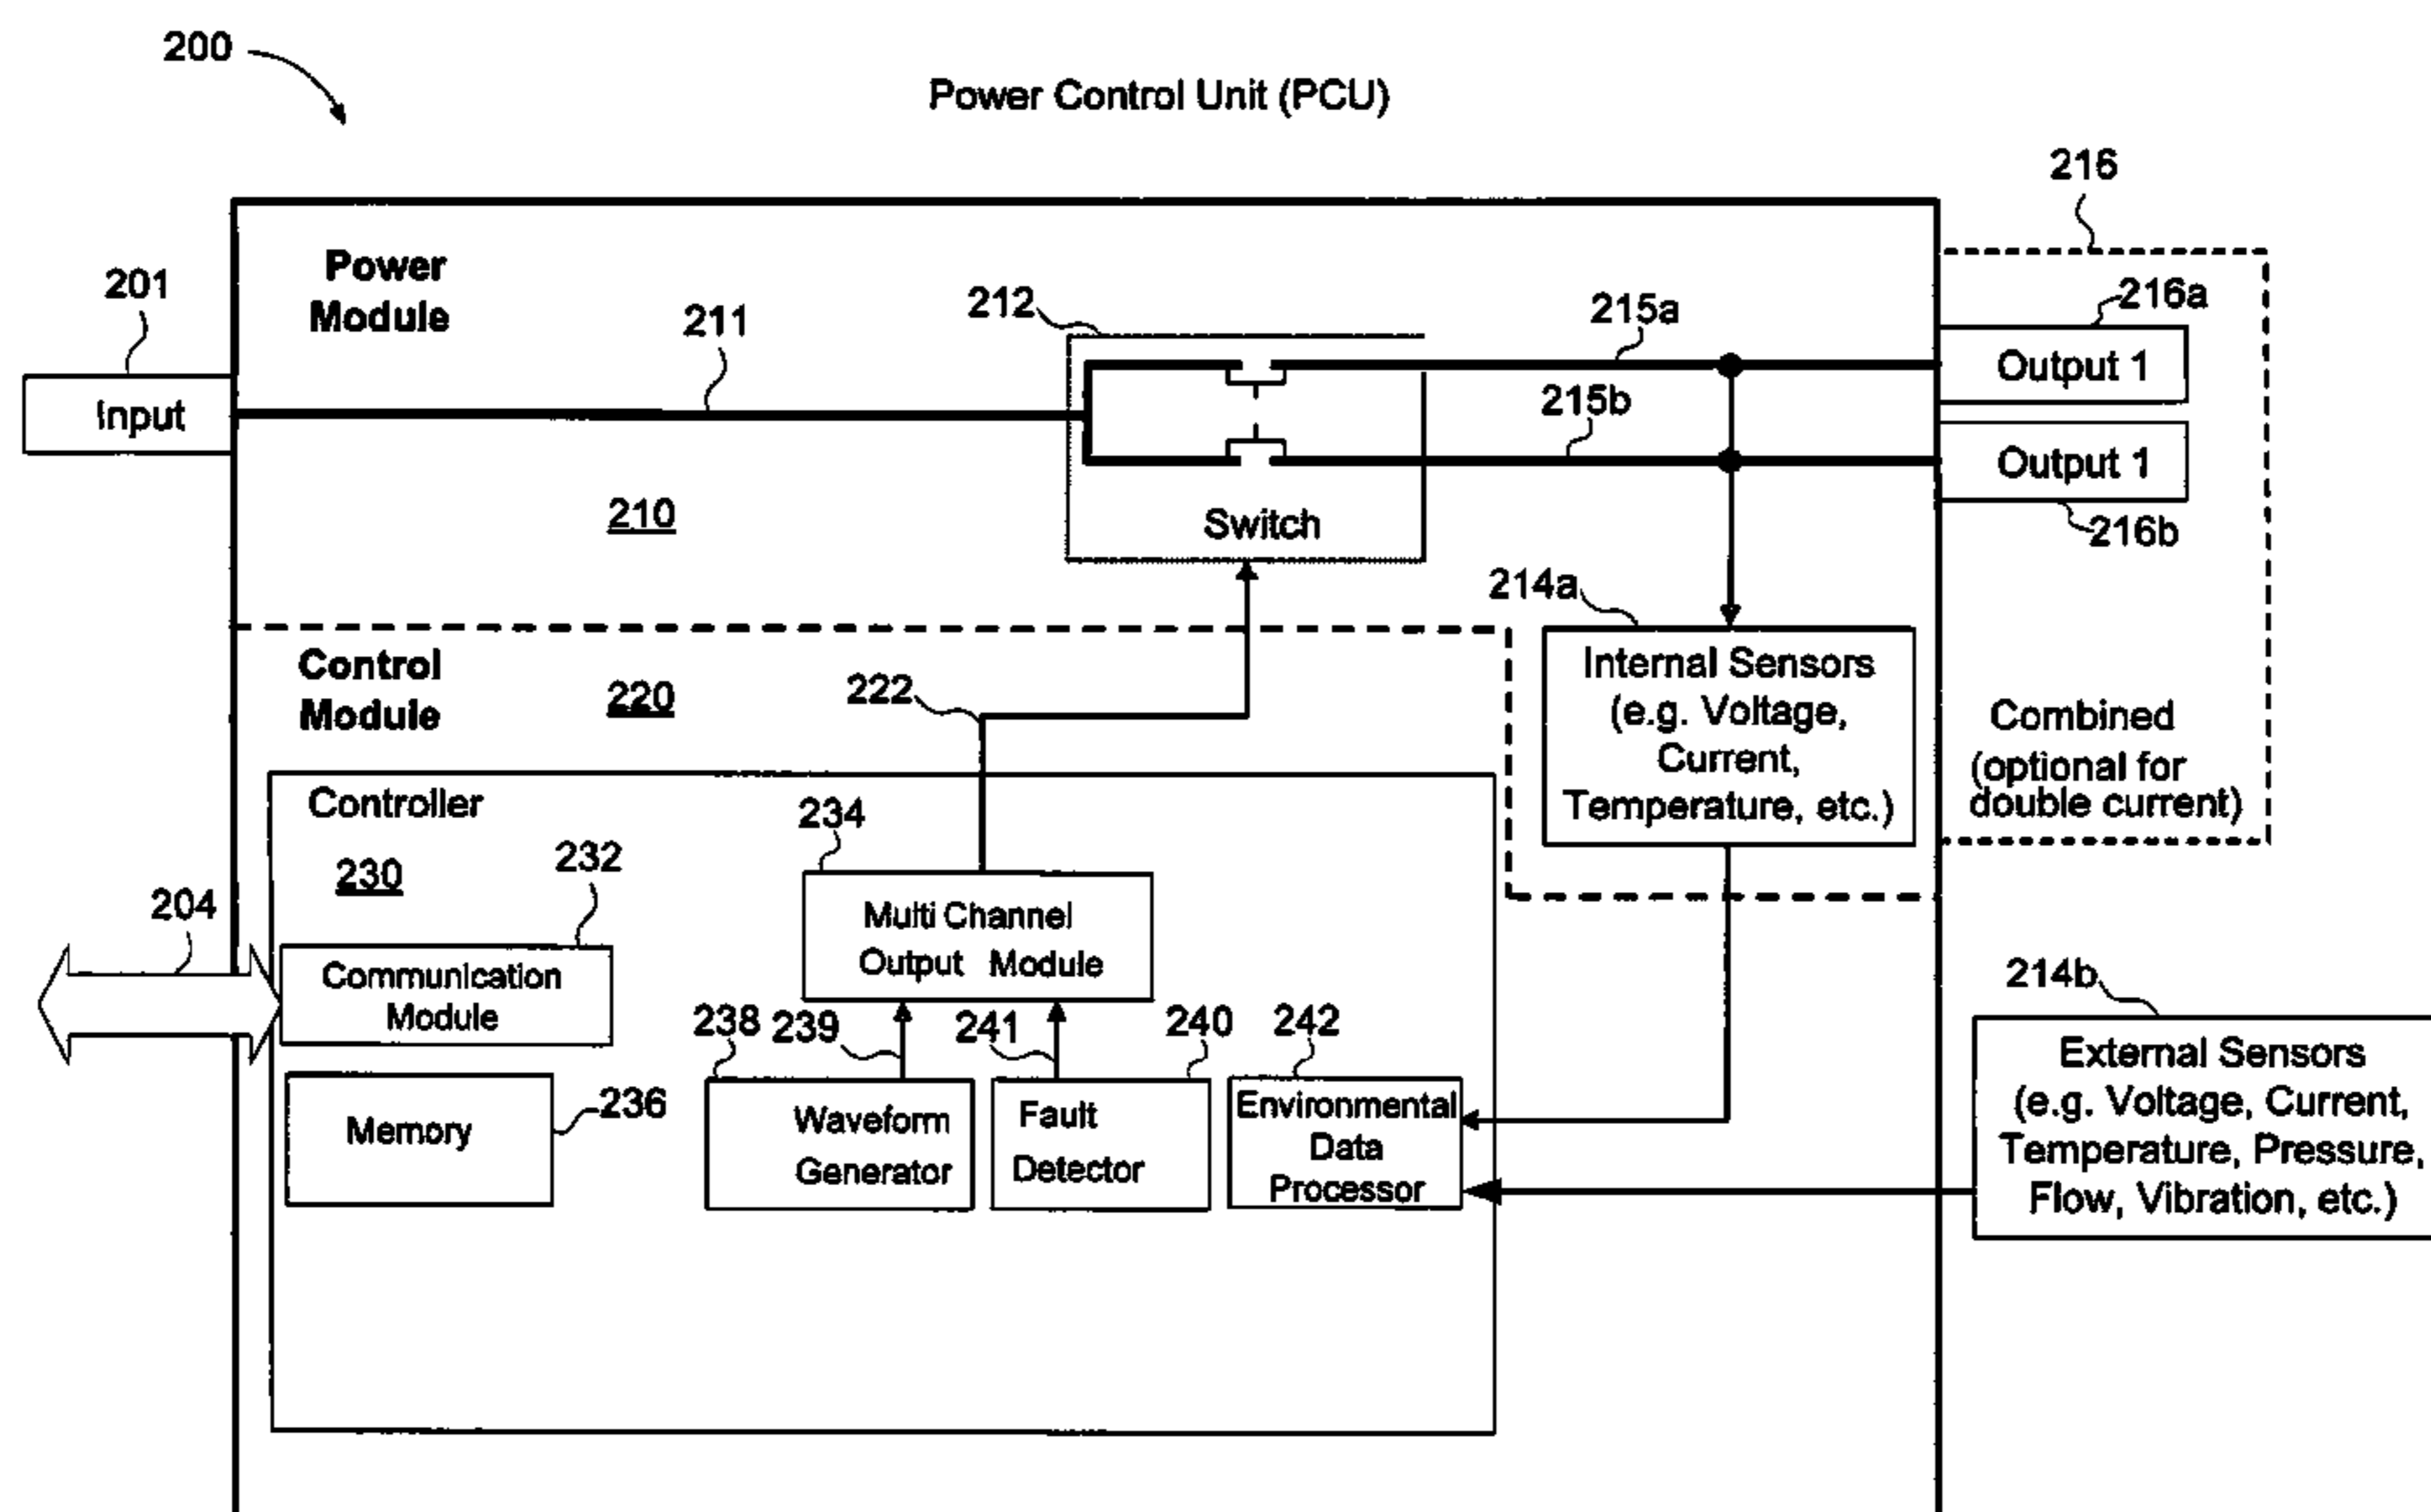 200
Power Control Unit (PCU)
216
Power
Module
201
211
212
215a
216a
Input
Output 1
215b
Output 1
216b
210
Switch
214a
Control
Module
220
222
Internal Sensors
(e.g. Voltage,
Current,
Temperature, etc.)
Combined
(optional for
double current)
Controller
230
232
234
204
Multi Channel
Output Module
Communication
Module
214b
238
239
241
240
242
Memory
236
Waveform
Generator
Fault
Detector
Environmental
Data
Processor
External Sensors
(e.g. Voltage, Current,
Temperature, Pressure,
Flow, Vibration, etc.)